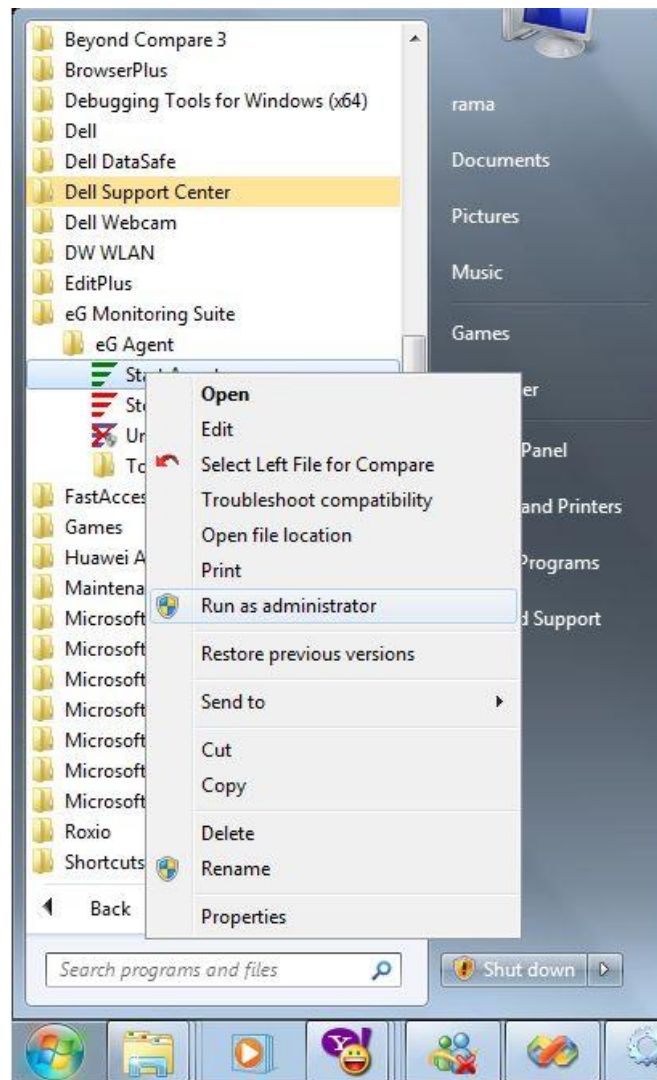 Beyond Compare 3
BrowserPlus
Debugging Tools for Windows (x64)
Dell
Dell DataSafe
Dell Support Center
Dell Webcam
DW WLAN
EditPlus
eG Monitoring Suite
eG Agent
FastAcces
Games
Huawei A
Maintena
Microsoft
Microsoft
Microsoft
Microsoft
Microsoft
Microsoft
Microsoft
Roxio
Shortcuts
Back
Search programs and files
Open
Edit
Select Left File for Compare
Troubleshoot compatibility
Open file location
Print
Run as administrator
Restore previous versions
Send to
Cut
Copy
Delete
Rename
Properties
rama
Documents
Pictures
Music
Games
er
Panel
and Printers
Programs
d Support
Shut down